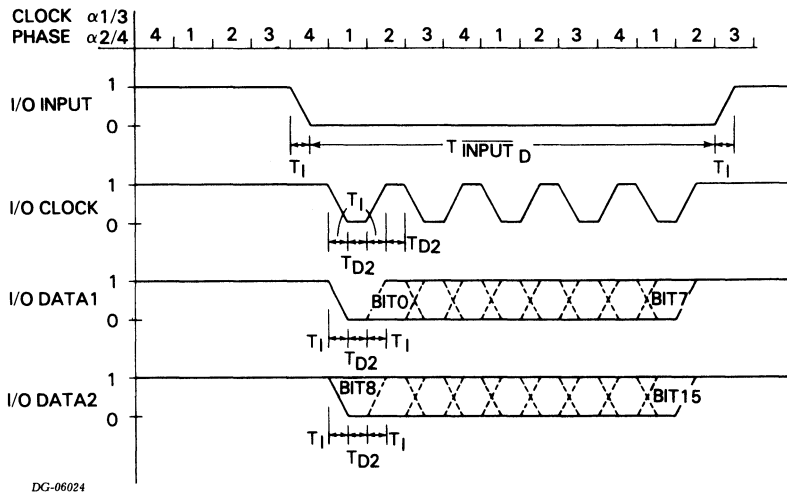 CLOCK α1/3
PHASE α2/4
4 1 2 3 4 1 2 3 4 1 2 3 4 1 2 3
1
I/O INPUT
0
T_I T INPUT̅ D T_I
1
I/O CLOCK T_I
0
T_D2
T_D2
1
I/O DATA1 BIT0 BIT7
0
T_I T_I
T_D2
1
BIT8 BIT15
I/O DATA2
0
T_I T_I
T_D2
DG-06024